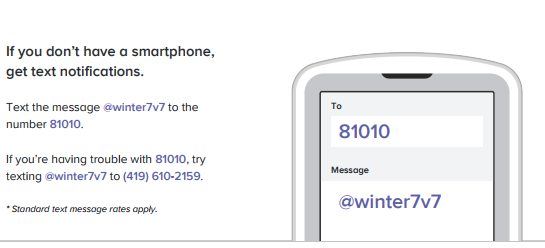 If you don't have a smartphone,
get text notifications.
Text the message @winter7v7 to the
number 81010.
If you're having trouble with 81010, try
texting @winter7v7 to (419) 610-2159.
* Standard text message rates apply.
To
81010
Message
@winter7v7